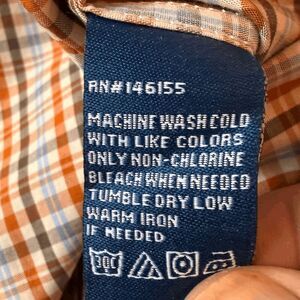 RN#146155
MACHINE WASH COLD
WITH LIKE COLORS
ONLY NON-CHLORINE
BLEACH WHEN NEEDED
TUMBLE DRY LOW
WARM IRON
IF NEEDED
30